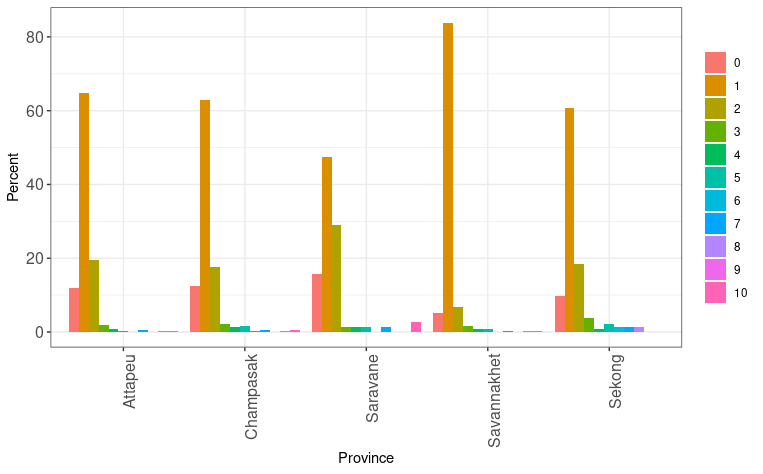 80
60
40
20
0
Percent
Attapeu
Champasak
Saravane
Savannakhet
Sekong
Province
0
1
2
3
4
5
6
7
8
9
10